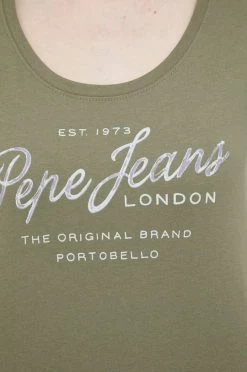 EST. 1973
Pepe Jeans
LONDON
THE ORIGINAL BRAND
PORTOBELLO